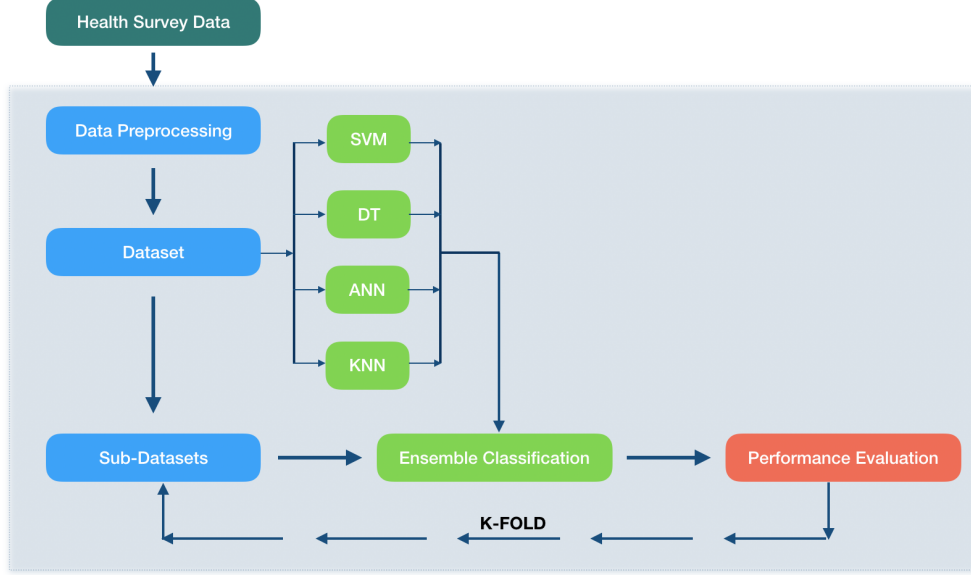 Health Survey Data
Data Preprocessing
SVM
DT
Dataset
ANN
KNN
Sub-Datasets
Ensemble Classification
Performance Evaluation
K-FOLD